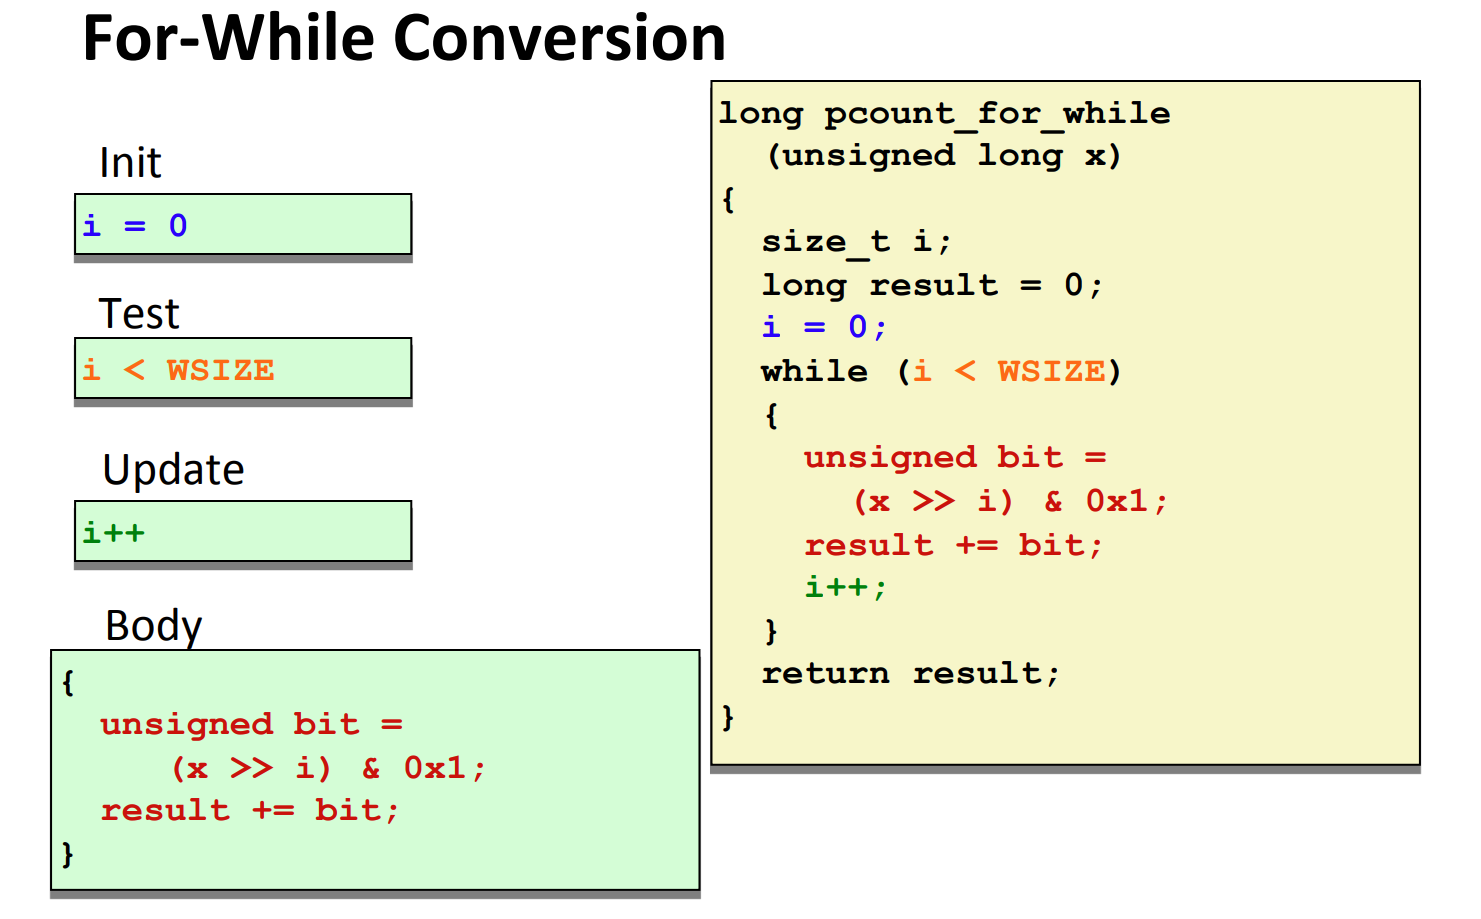 For-While Conversion
Init
i = 0
Test
i < WSIZE
Update
i++
Body
{
unsigned bit =
(x >> i) & 0x1;
result += bit;
}
long pcount_for_while
(unsigned long x)
{
size_t i;
long result = 0;
i = 0;
while (i < WSIZE)
{
unsigned bit =
(x >> i) & 0x1;
result += bit;
i++;
}
return result;
}